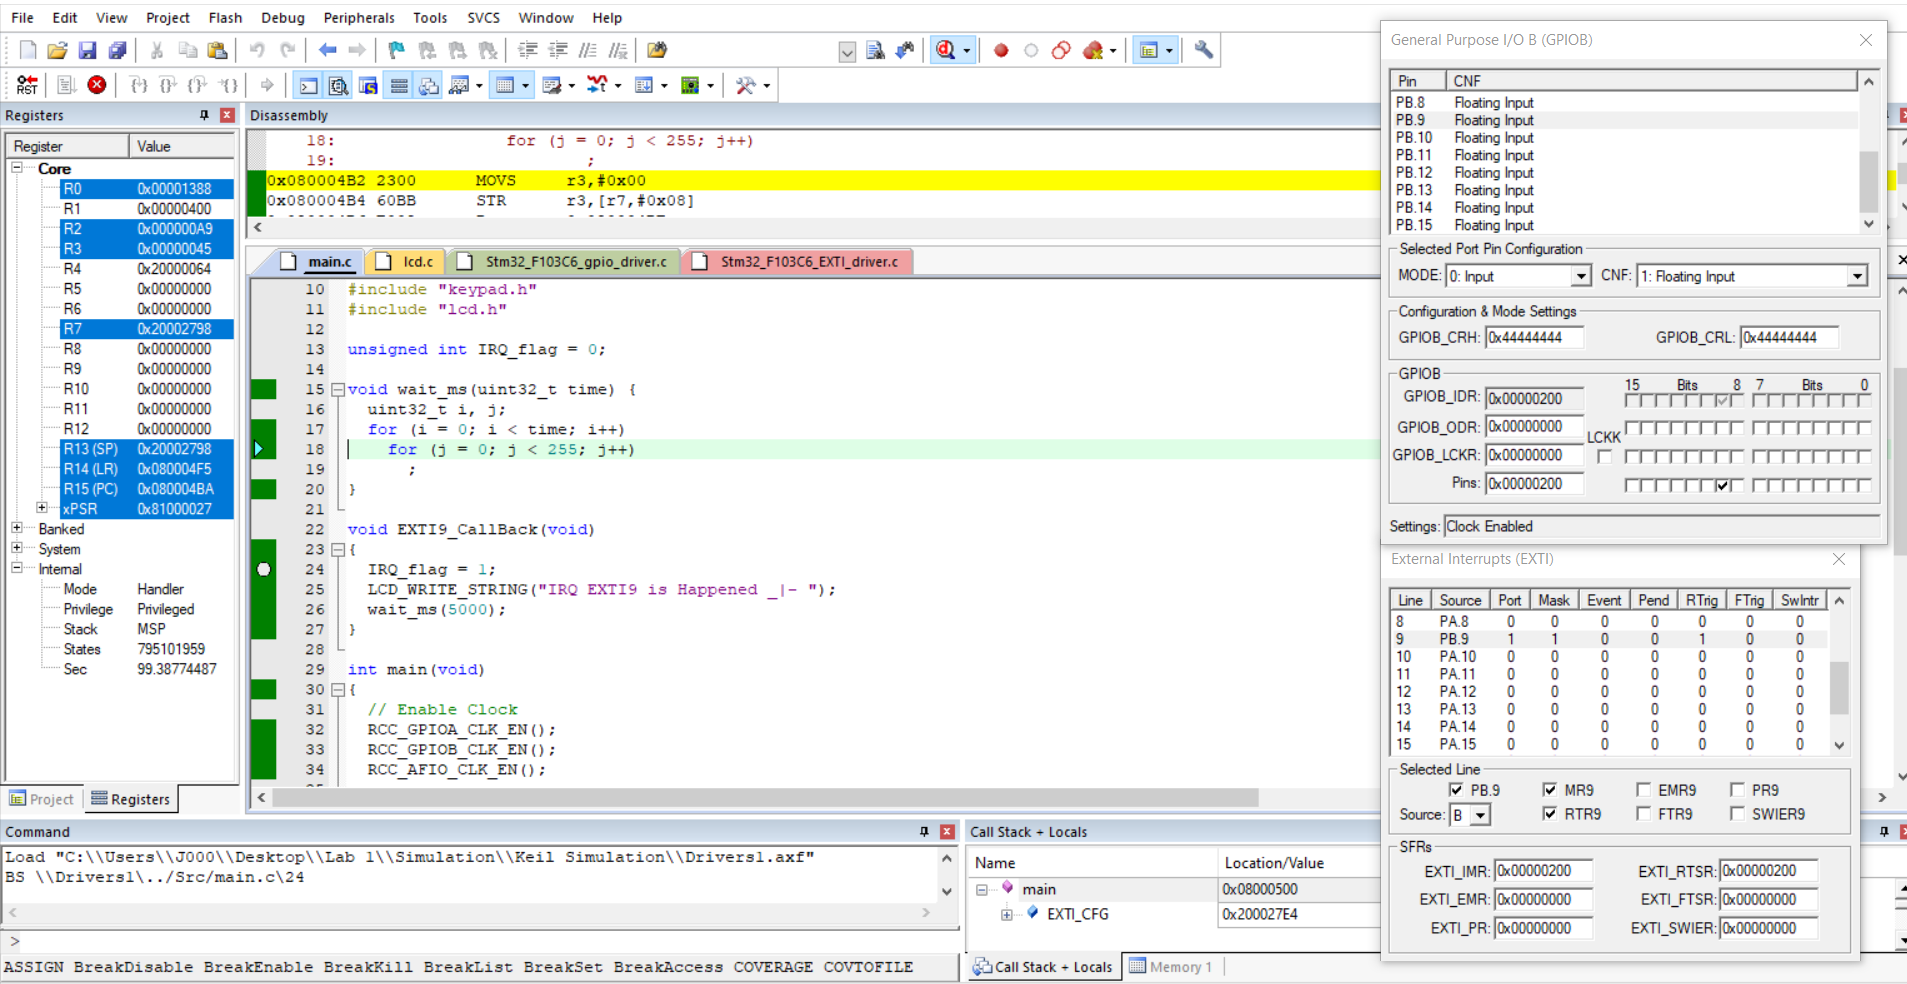 File Edit View Project Flash Debug Peripherals Tools SVCS Window Help
RST
Registers
Register Value
Core
R0 0x00001388
R1 0x00000400
R2 0x000000A9
R3 0x00000045
R4 0x20000064
R5 0x00000000
R6 0x00000000
R7 0x20002798
R8 0x00000000
R9 0x00000000
R10 0x00000000
R11 0x00000000
R12 0x00000000
R13 (SP) 0x20002798
R14 (LR) 0x080004F5
R15 (PC) 0x080004BA
xPSR 0x81000027
Banked
System
Internal
Mode Handler
Privilege Privileged
Stack MSP
States 795101959
Sec 99.38774487
Project Registers
Disassembly
18: for (j = 0; j < 255; j++)
19: ;
0x080004B2 2300 MOVS r3,#0x00
0x080004B4 60BB STR r3,[r7,#0x08]
main.c lcd.c Stm32_F103C6_gpio_driver.c Stm32_F103C6_EXTI_driver.c
10 #include "keypad.h"
11 #include "lcd.h"
12
13 unsigned int IRQ_flag = 0;
14
15 void wait_ms(uint32_t time) {
16 uint32_t i, j;
17 for (i = 0; i < time; i++)
18 for (j = 0; j < 255; j++)
19 ;
20 }
21
22 void EXTI9_CallBack(void)
23 {
24 IRQ_flag = 1;
25 LCD_WRITE_STRING("IRQ EXTI9 is Happened _|- ");
26 wait_ms(5000);
27 }
28
29 int main(void)
30 {
31 // Enable Clock
32 RCC_GPIOA_CLK_EN();
33 RCC_GPIOB_CLK_EN();
34 RCC_AFIO_CLK_EN();
Command
Load "C:\\Users\\J000\\Desktop\\Lab 1\\Simulation\\Keil Simulation\\Drivers1.axf"
BS \\Drivers1\../Src/main.c\24
>
ASSIGN BreakDisable BreakEnable BreakKill BreakList BreakSet BreakAccess COVERAGE COVTOFILE
Call Stack + Locals
Name Location/Value
main 0x08000500
EXTI_CFG 0x200027E4
Call Stack + Locals Memory 1
General Purpose I/O B (GPIOB)
Pin CNF
PB.8 Floating Input
PB.9 Floating Input
PB.10 Floating Input
PB.11 Floating Input
PB.12 Floating Input
PB.13 Floating Input
PB.14 Floating Input
PB.15 Floating Input
Selected Port Pin Configuration
MODE: 0: Input CNF: 1: Floating Input
Configuration & Mode Settings
GPIOB_CRH: 0x44444444 GPIOB_CRL: 0x44444444
GPIOB
15 Bits 8 7 Bits 0
GPIOB_IDR: 0x00000200
GPIOB_ODR: 0x00000000
LCKK
GPIOB_LCKR: 0x00000000
Pins: 0x00000200
Settings: Clock Enabled
External Interrupts (EXTI)
Line Source Port Mask Event Pend RTrig FTrig SwIntr
8 PA.8 0 0 0 0 0 0 0
9 PB.9 1 1 0 0 1 0 0
10 PA.10 0 0 0 0 0 0 0
11 PA.11 0 0 0 0 0 0 0
12 PA.12 0 0 0 0 0 0 0
13 PA.13 0 0 0 0 0 0 0
14 PA.14 0 0 0 0 0 0 0
15 PA.15 0 0 0 0 0 0 0
Selected Line
PB.9 MR9 EMR9 PR9
Source: B RTR9 FTR9 SWIER9
SFRs
EXTI_IMR: 0x00000200 EXTI_RTSR: 0x00000200
EXTI_EMR: 0x00000000 EXTI_FTSR: 0x00000000
EXTI_PR: 0x00000000 EXTI_SWIER: 0x00000000